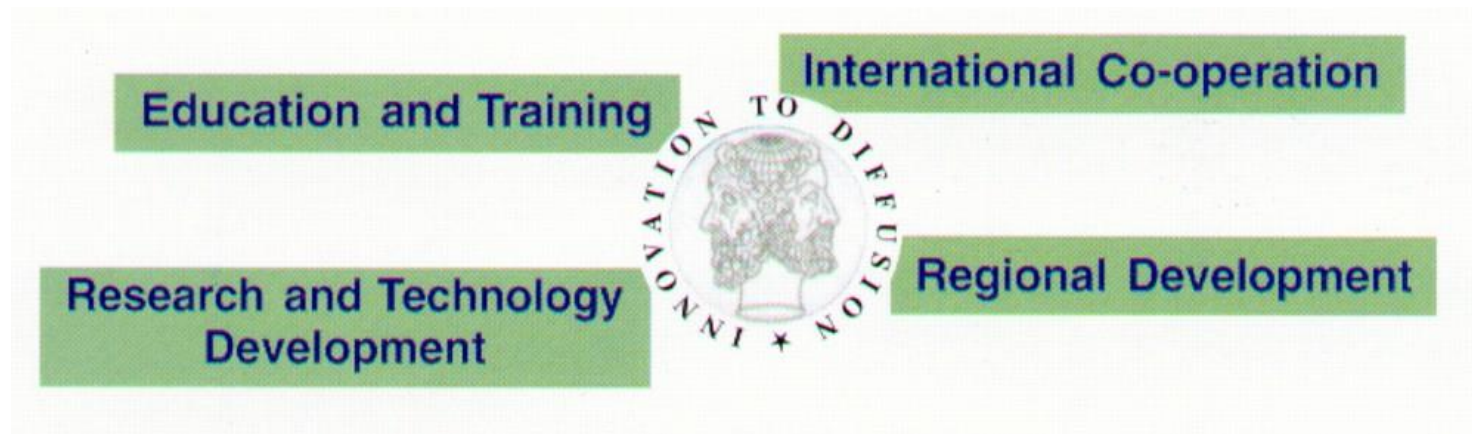 Education and Training
International Co-operation
INNOVATION TO DIFFUSION
Research and Technology
Development
Regional Development